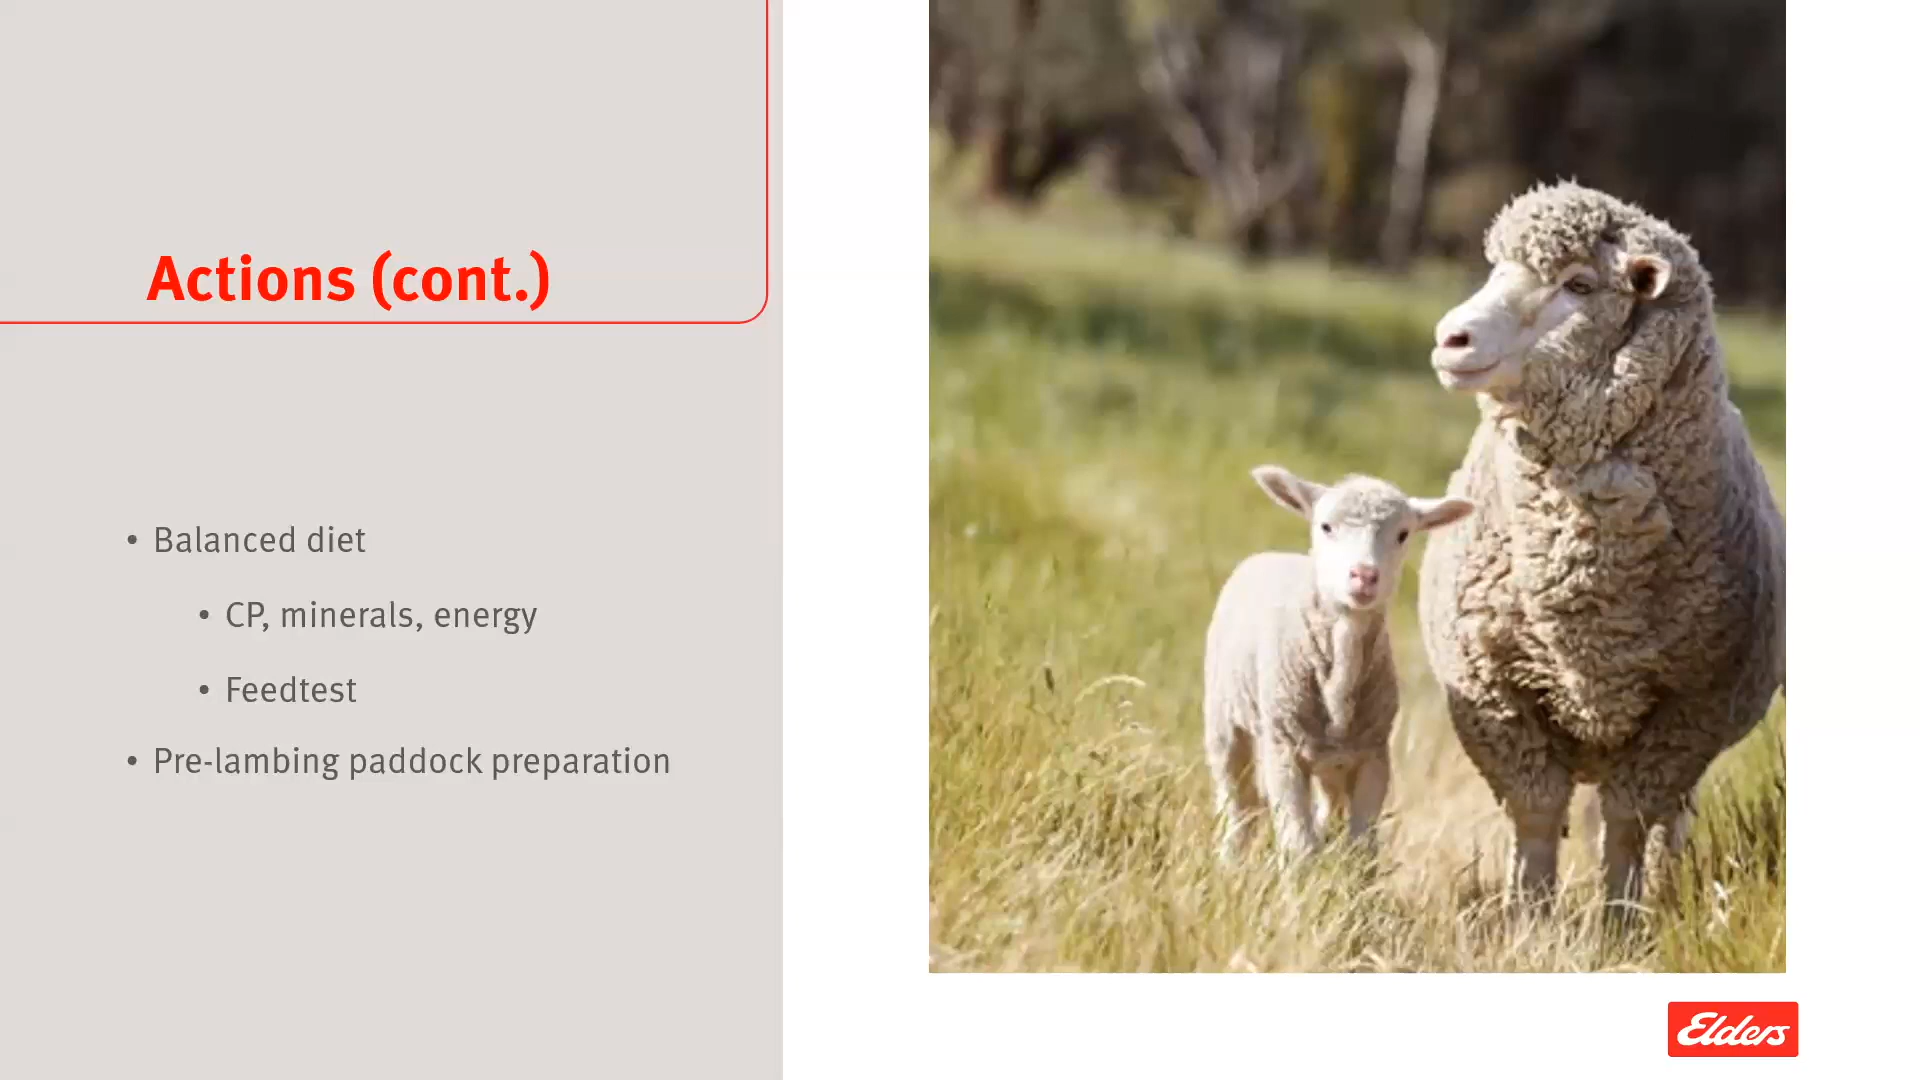 Actions (cont.)
• Balanced diet
• CP, minerals, energy
• Feedtest
• Pre-lambing paddock preparation
Elders